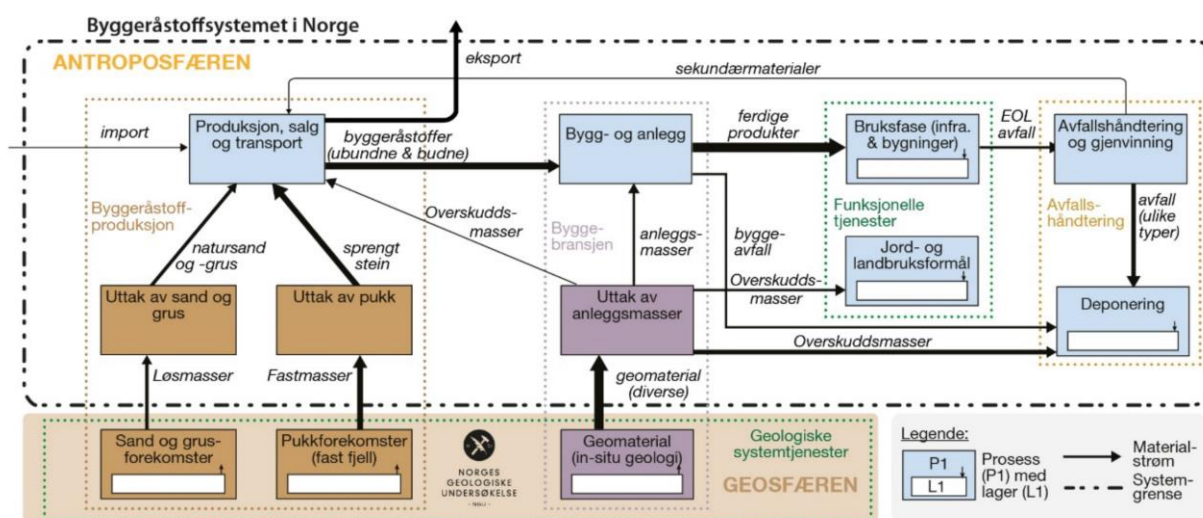 Byggeråstoffsystemet i Norge
ANTROPOSFÆREN
eksport
sekundærmaterialer
import
Produksjon, salg
og transport
byggeråstoffer
(ubundne & budne)
Bygg- og anlegg
ferdige
produkter
Bruksfase (infra.
& bygninger)
EOL
avfall
Avfallshåndtering
og gjenvinning
Byggeråstoff-
produksjon
natursand
og -grus
sprengt
stein
Overskudds-
masser
Bygge-
bransjen
anleggs-
masser
bygge-
avfall
Funksjonelle
tjenester
Avfalls-
håndtering
avfall
(ulike
typer)
Jord- og
landbruksformål
Overskudds-
masser
Uttak av sand og
grus
Uttak av pukk
Uttak av
anleggsmasser
Deponering
Overskuddsmasser
Løsmasser
Fastmasser
geomaterial
(diverse)
Sand og grus-
forekomster
Pukkforekomster
(fast fjell)
NORGES
GEOLOGISKE
UNDERSØKELSE
- NGU -
Geomaterial
(in-situ geologi)
Geologiske
systemtjenester
GEOSFÆREN
Legende:
P1
L1
Prosess
(P1) med
lager (L1)
Material-
strøm
System-
grense